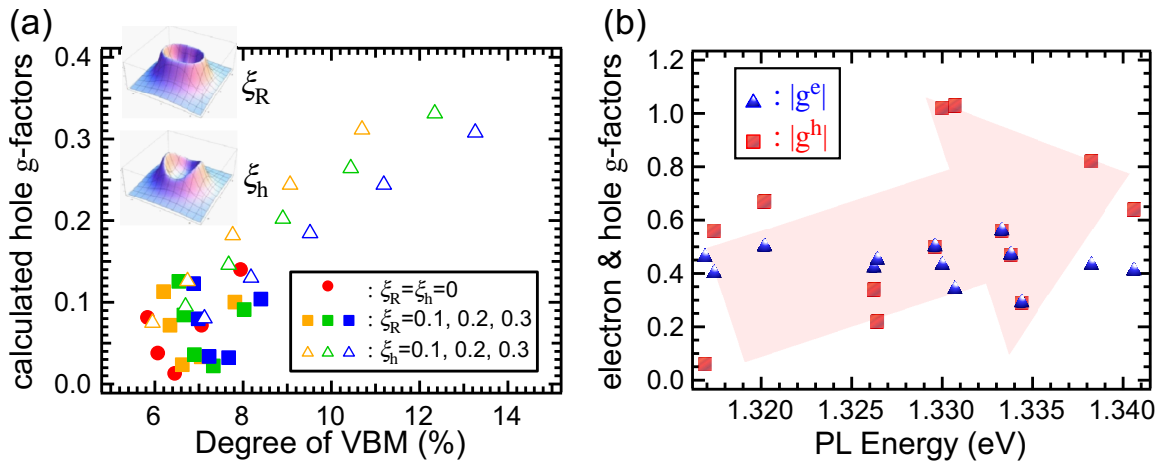 (a)
calculated hole g-factors
0.4
0.3
0.2
0.1
0.0
ξR
ξh
: ξR=ξh=0
: ξR=0.1, 0.2, 0.3
: ξh=0.1, 0.2, 0.3
6 8 10 12 14
Degree of VBM (%)
(b)
electron & hole g-factors
1.2
1.0
0.8
0.6
0.4
0.2
0.0
: |g^e|
: |g^h|
1.320 1.325 1.330 1.335 1.340
PL Energy (eV)